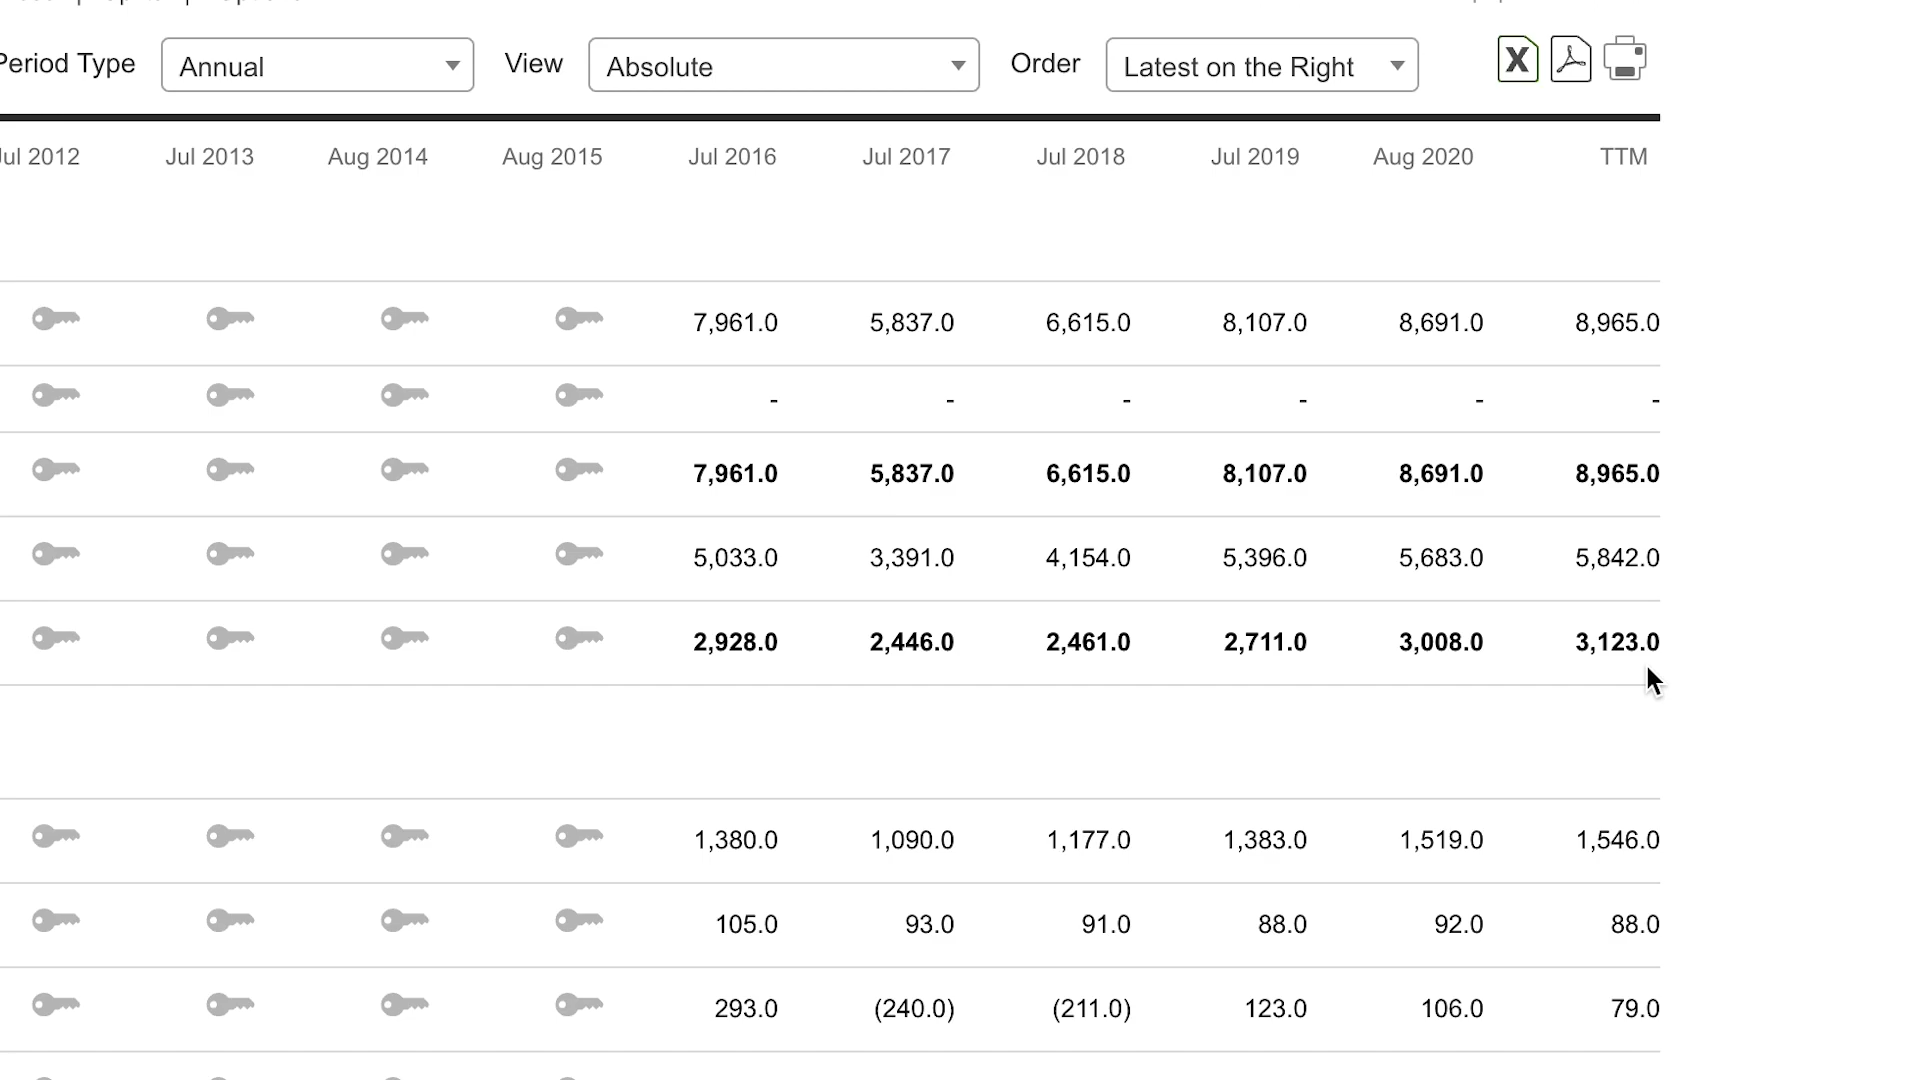 Period Type Annual View Absolute Order Latest on the Right X
Jul 2012 Jul 2013 Aug 2014 Aug 2015 Jul 2016 Jul 2017 Jul 2018 Jul 2019 Aug 2020 TTM
7,961.0 5,837.0 6,615.0 8,107.0 8,691.0 8,965.0
- - - - - -
7,961.0 5,837.0 6,615.0 8,107.0 8,691.0 8,965.0
5,033.0 3,391.0 4,154.0 5,396.0 5,683.0 5,842.0
2,928.0 2,446.0 2,461.0 2,711.0 3,008.0 3,123.0
1,380.0 1,090.0 1,177.0 1,383.0 1,519.0 1,546.0
105.0 93.0 91.0 88.0 92.0 88.0
293.0 (240.0) (211.0) 123.0 106.0 79.0